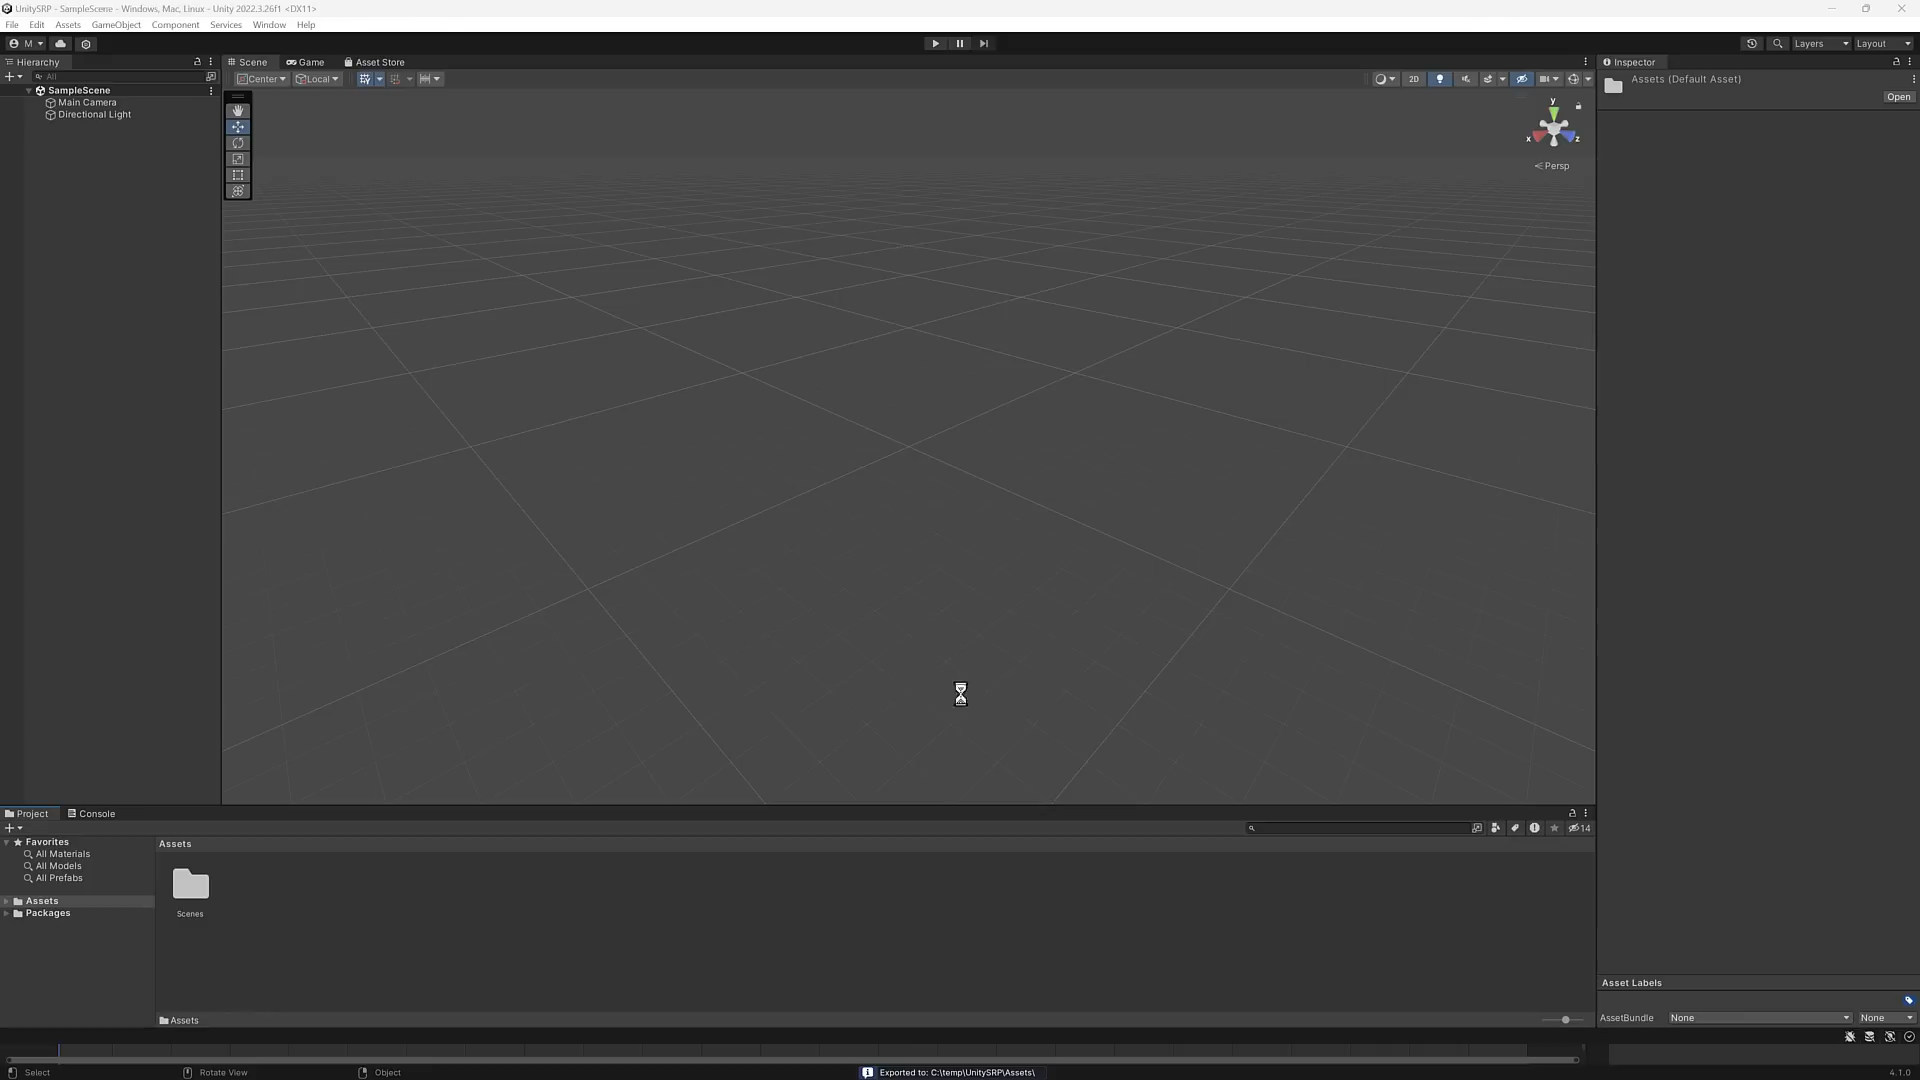 UnitySRP - SampleScene - Windows, Mac, Linux - Unity 2022.3.26f1 <DX11>
File Edit Assets GameObject Component Services Window Help
M
Layers Layout
Hierarchy
All
SampleScene
Main Camera
Directional Light
Scene Game Asset Store
Center Local
2D
y
x z
Persp
Inspector
Assets (Default Asset)
Open
Project Console
14
Favorites
All Materials
All Models
All Prefabs
Assets
Packages
Assets
Scenes
Assets
Asset Labels
AssetBundle None None
Select Rotate View Object Exported to: C:\temp\UnitySRP\Assets\ 4.1.0